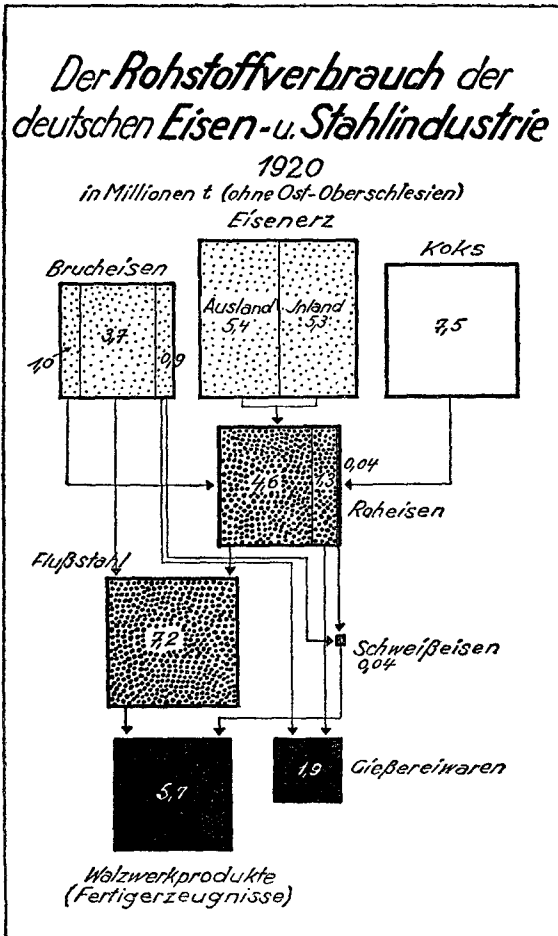 Der Rohstoffverbrauch der
deutschen Eisen- u. Stahlindustrie
1920
in Millionen t (ohne Ost-Oberschlesien)
Eisenerz
Koks
Brucheisen
Ausland
5,4
Inland
5,3
7,5
1,0
3,7
0,9
4,6
1,3
0,04
Roheisen
Flußstahl
7,2
Schweißeisen
0,04
5,7
1,9
Gießereiwaren
Walzwerkprodukte
(Fertigerzeugnisse)